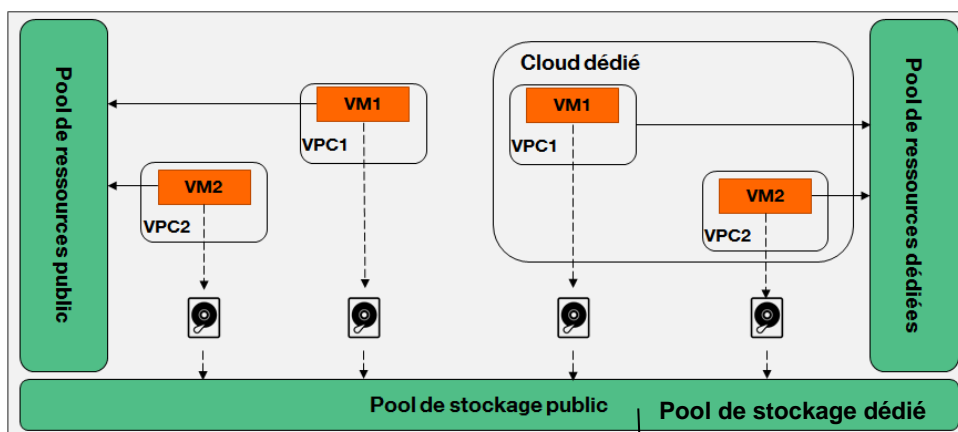 Pool de ressources public
Cloud dédié
VM1
VPC1
VM2
VPC2
VM1
VPC1
VM2
VPC2
Pool de ressources dédiées
Pool de stockage public
Pool de stockage dédié